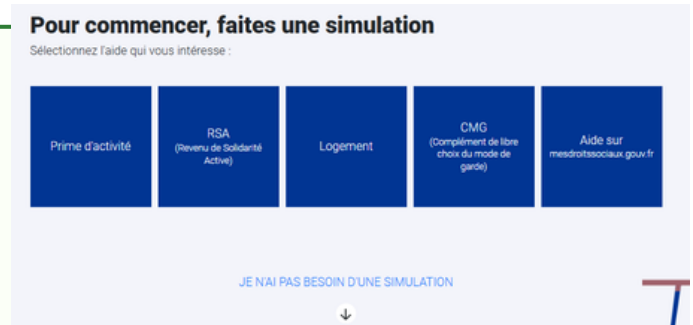 Pour commencer, faites une simulation
Sélectionnez l'aide qui vous intéresse :
Prime d'activité
RSA
(Revenu de Solidarité
Active)
Logement
CMG
(Complément de libre
choix du mode de
garde)
Aide sur
mesdroitssociaux.gouv.fr
JE N'AI PAS BESOIN D'UNE SIMULATION